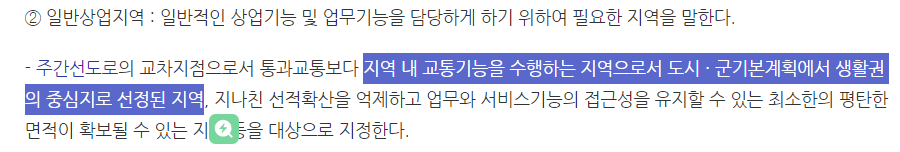 ② 일반상업지역 : 일반적인 상업기능 및 업무기능을 담당하게 하기 위하여 필요한 지역을 말한다.
- 주간선도로의 교차지점으로서 통과교통보다 지역 내 교통기능을 수행하는 지역으로서 도시 · 군기본계획에서 생활권
의 중심지로 선정된 지역, 지나친 선적확산을 억제하고 업무와 서비스기능의 접근성을 유지할 수 있는 최소한의 평탄한
면적이 확보될 수 있는 지 등을 대상으로 지정한다.